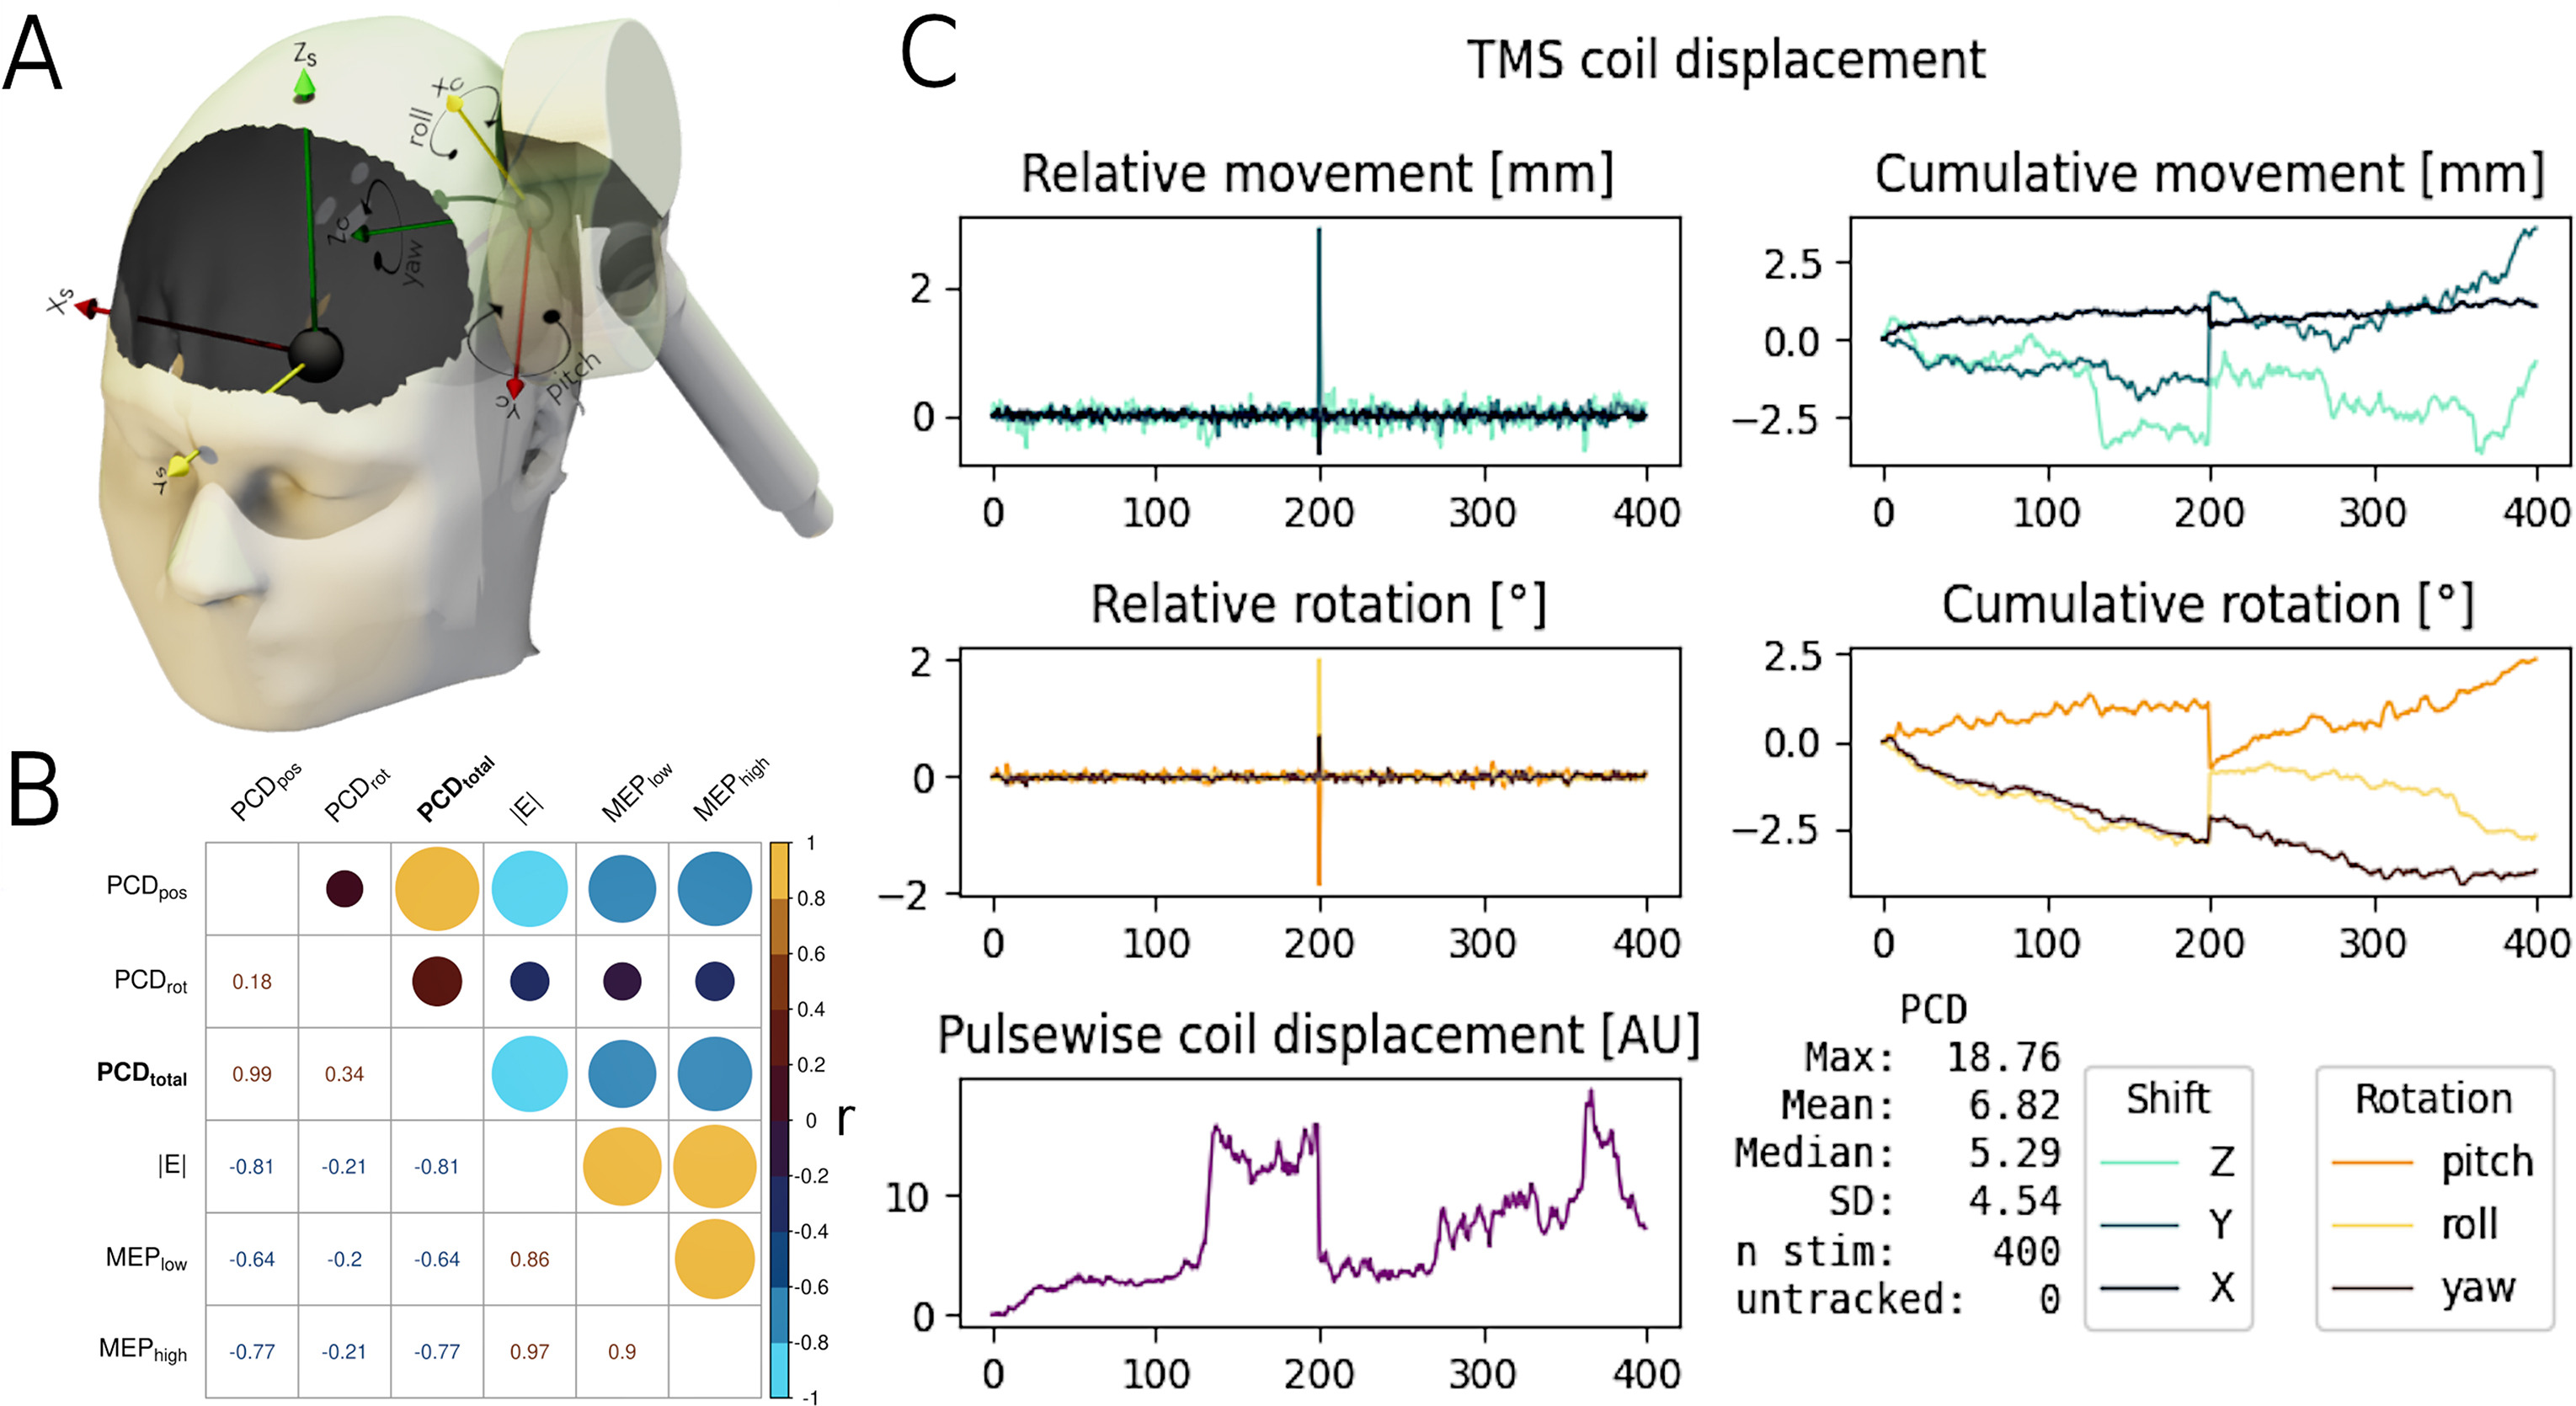 A
Zs
Xc
roll
Zc
yaw
Xs
Yc
pitch
Ys
B
PCDpos PCDrot PCDtotal |E| MEPlow MEPhigh
PCDpos
PCDrot 0.18
PCDtotal 0.99 0.34
|E| -0.81 -0.21 -0.81
MEPlow -0.64 -0.2 -0.64 0.86
MEPhigh -0.77 -0.21 -0.77 0.97 0.9
1
0.8
0.6
0.4
0.2
0
-0.2
-0.4
-0.6
-0.8
-1
r
C
TMS coil displacement
Relative movement [mm]
2
0
0 100 200 300 400
Cumulative movement [mm]
2.5
0.0
−2.5
0 100 200 300 400
Relative rotation [°]
2
0
−2
0 100 200 300 400
Cumulative rotation [°]
2.5
0.0
−2.5
0 100 200 300 400
Pulsewise coil displacement [AU]
10
0
0 100 200 300 400
PCD
Max: 18.76
Mean: 6.82
Median: 5.29
SD: 4.54
n stim: 400
untracked: 0
Shift
Z
Y
X
Rotation
pitch
roll
yaw